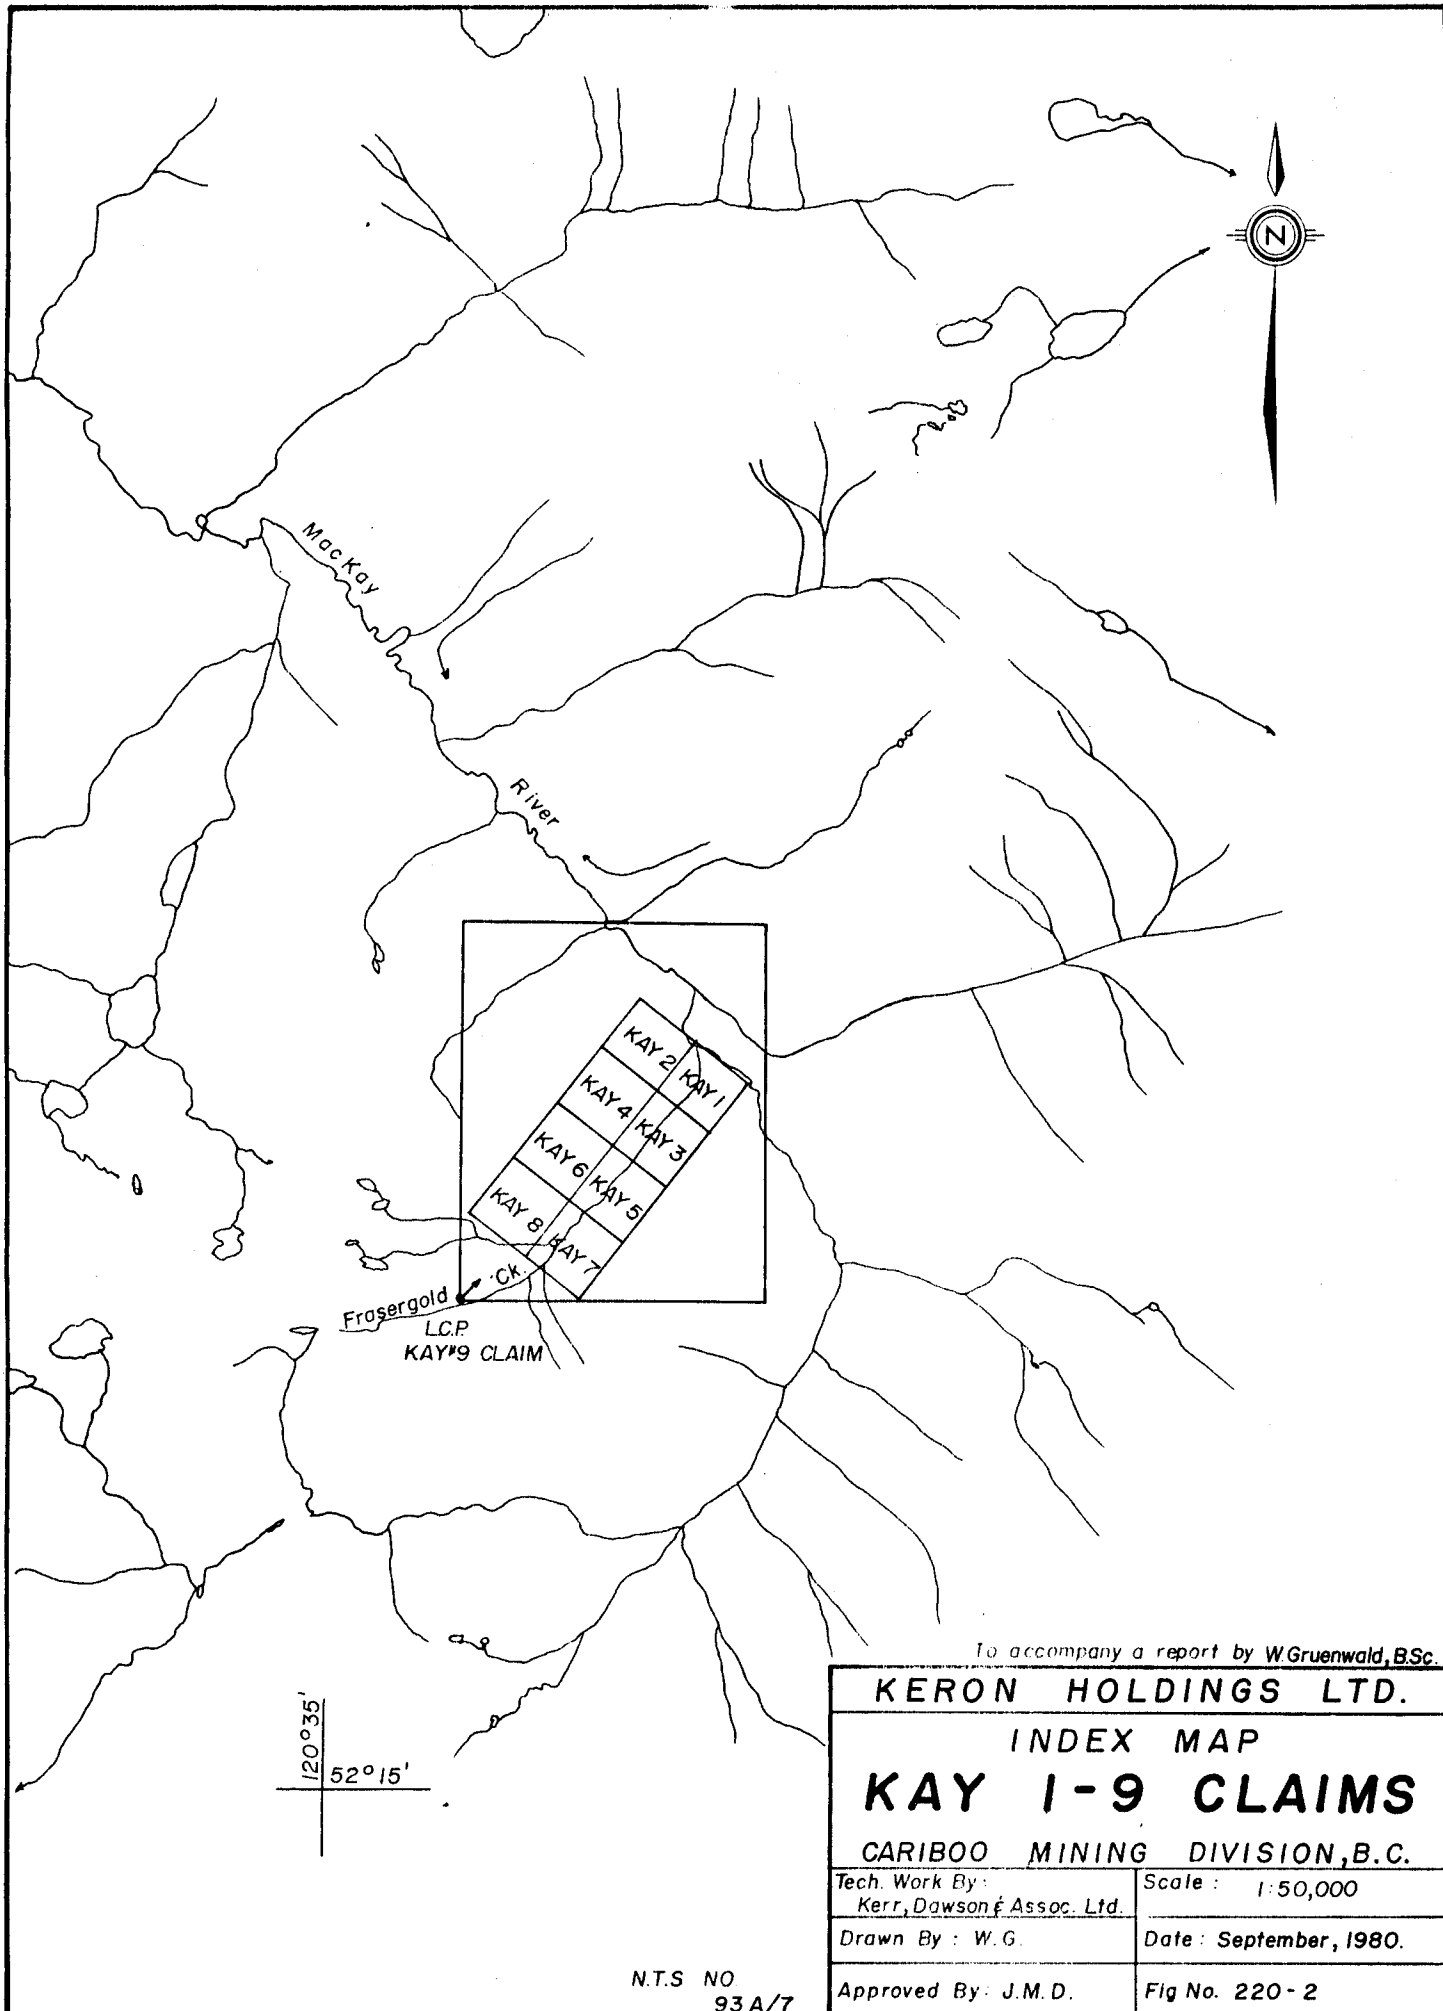 N
MacKay
River
KAY 2
KAY 1
KAY 4
KAY 3
KAY 6
KAY 5
KAY 8
KAY 7
Frasergold Ck.
L.C.P.
KAY#9 CLAIM
120°35'
52°15'
To accompany a report by W.Gruenwald, B.Sc.
KERON HOLDINGS LTD.
INDEX MAP
KAY 1-9 CLAIMS
CARIBOO MINING DIVISION, B.C.
Tech. Work By:
Kerr, Dawson & Assoc. Ltd.
Scale: 1:50,000
Drawn By: W.G.
Date: September, 1980.
Approved By: J.M.D.
Fig No. 220-2
N.T.S NO
93A/7